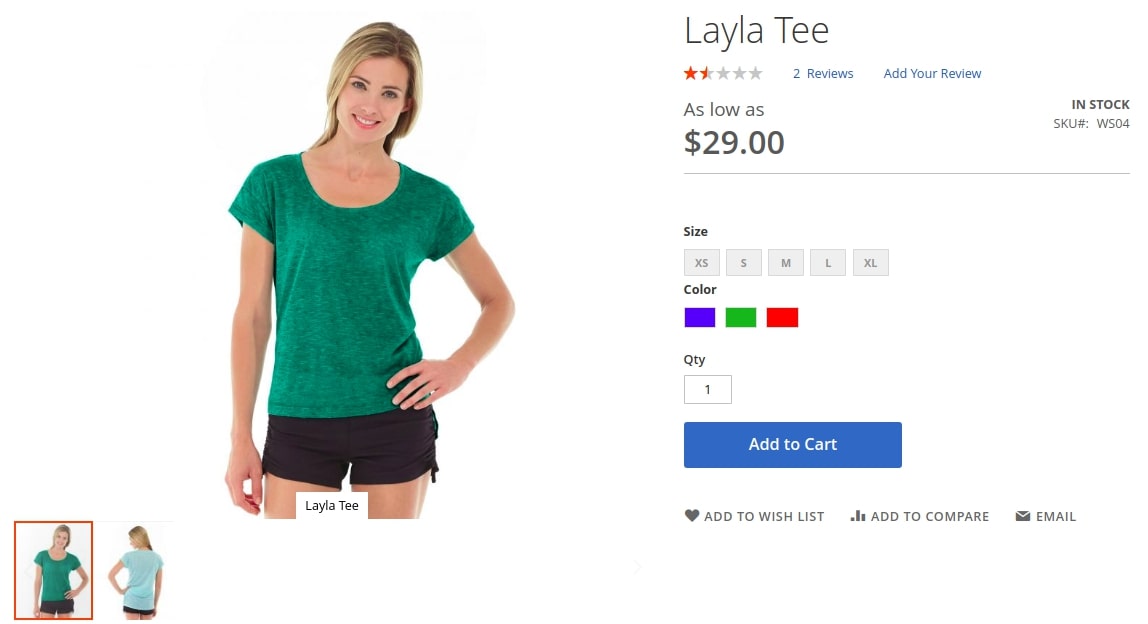 Layla Tee
2 Reviews Add Your Review
As low as
$29.00
IN STOCK
SKU#: WS04
Size
XS S M L XL
Color
Qty
1
Add to Cart
ADD TO WISH LIST ADD TO COMPARE EMAIL
Layla Tee